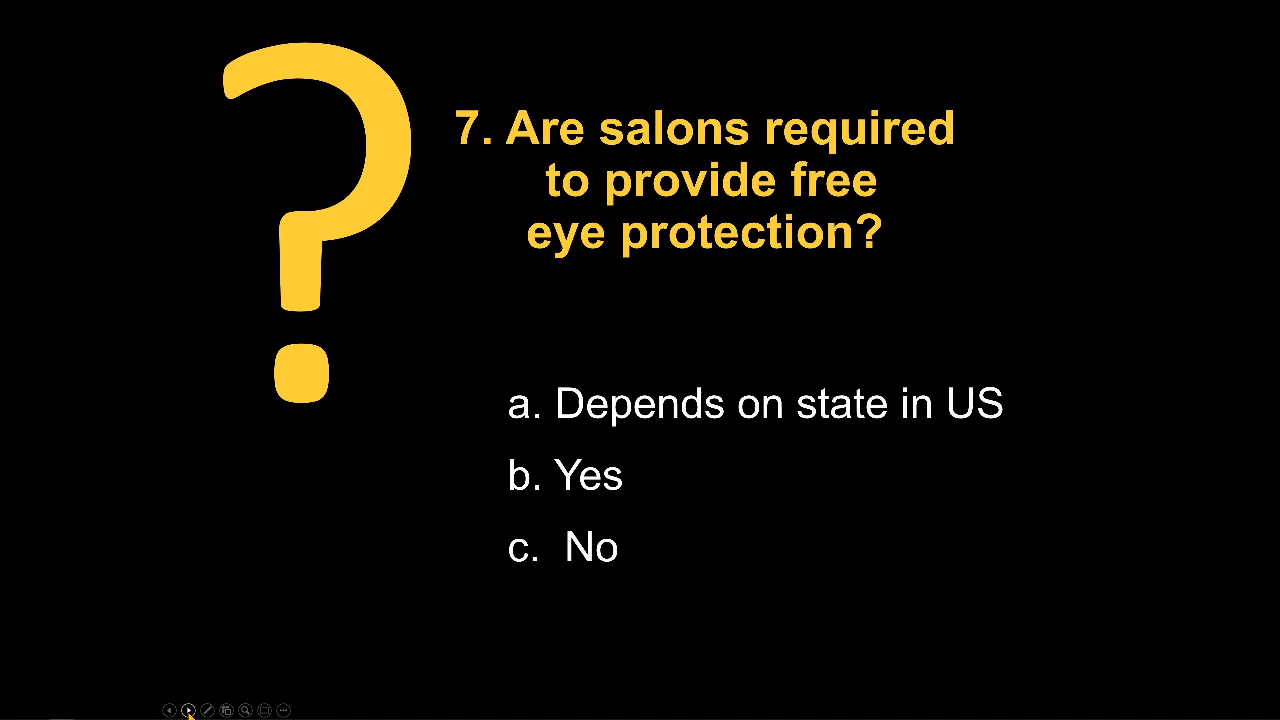 ?
7. Are salons required
to provide free
eye protection?
a. Depends on state in US
b. Yes
c. No